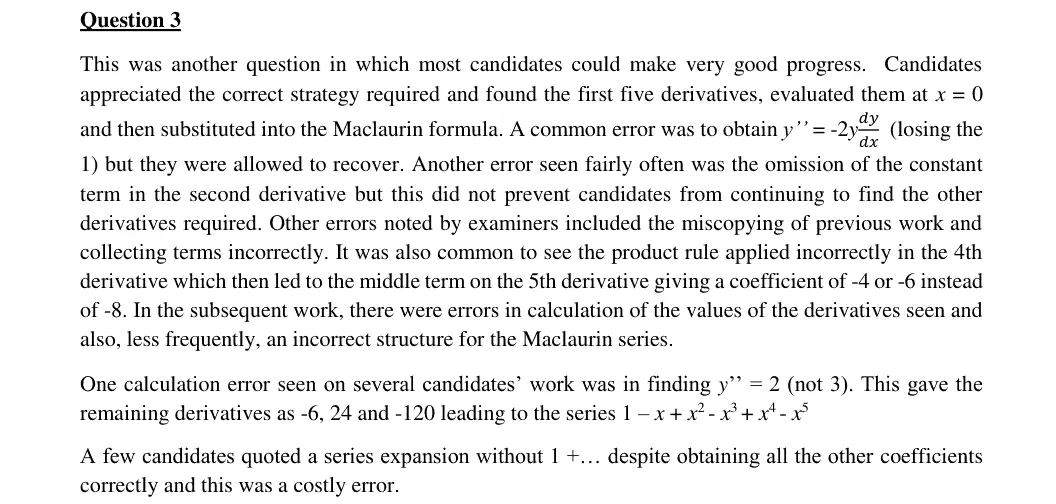 Question 3
This was another question in which most candidates could make very good progress.  Candidates
appreciated the correct strategy required and found the first five derivatives, evaluated them at x = 0
and then substituted into the Maclaurin formula. A common error was to obtain y’’ = -2y dy/dx (losing the
1) but they were allowed to recover. Another error seen fairly often was the omission of the constant
term in the second derivative but this did not prevent candidates from continuing to find the other
derivatives required. Other errors noted by examiners included the miscopying of previous work and
collecting terms incorrectly. It was also common to see the product rule applied incorrectly in the 4th
derivative which then led to the middle term on the 5th derivative giving a coefficient of -4 or -6 instead
of -8. In the subsequent work, there were errors in calculation of the values of the derivatives seen and
also, less frequently, an incorrect structure for the Maclaurin series.
One calculation error seen on several candidates’ work was in finding y’’ = 2 (not 3). This gave the
remaining derivatives as -6, 24 and -120 leading to the series 1 – x + x² - x³ + x⁴ - x⁵
A few candidates quoted a series expansion without 1 +… despite obtaining all the other coefficients
correctly and this was a costly error.